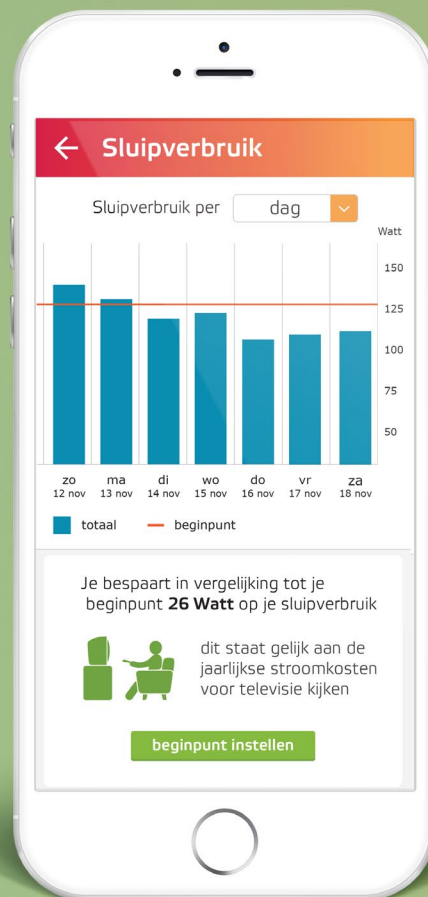 Sluipverbruik
Sluipverbruik per dag
Watt
150
125
100
75
50
zo ma di wo do vr za
12 nov 13 nov 14 nov 15 nov 16 nov 17 nov 18 nov
totaal beginpunt
Je bespaart in vergelijking tot je
beginpunt 26 Watt op je sluipverbruik
dit staat gelijk aan de
jaarlijkse stroomkosten
voor televisie kijken
beginpunt instellen